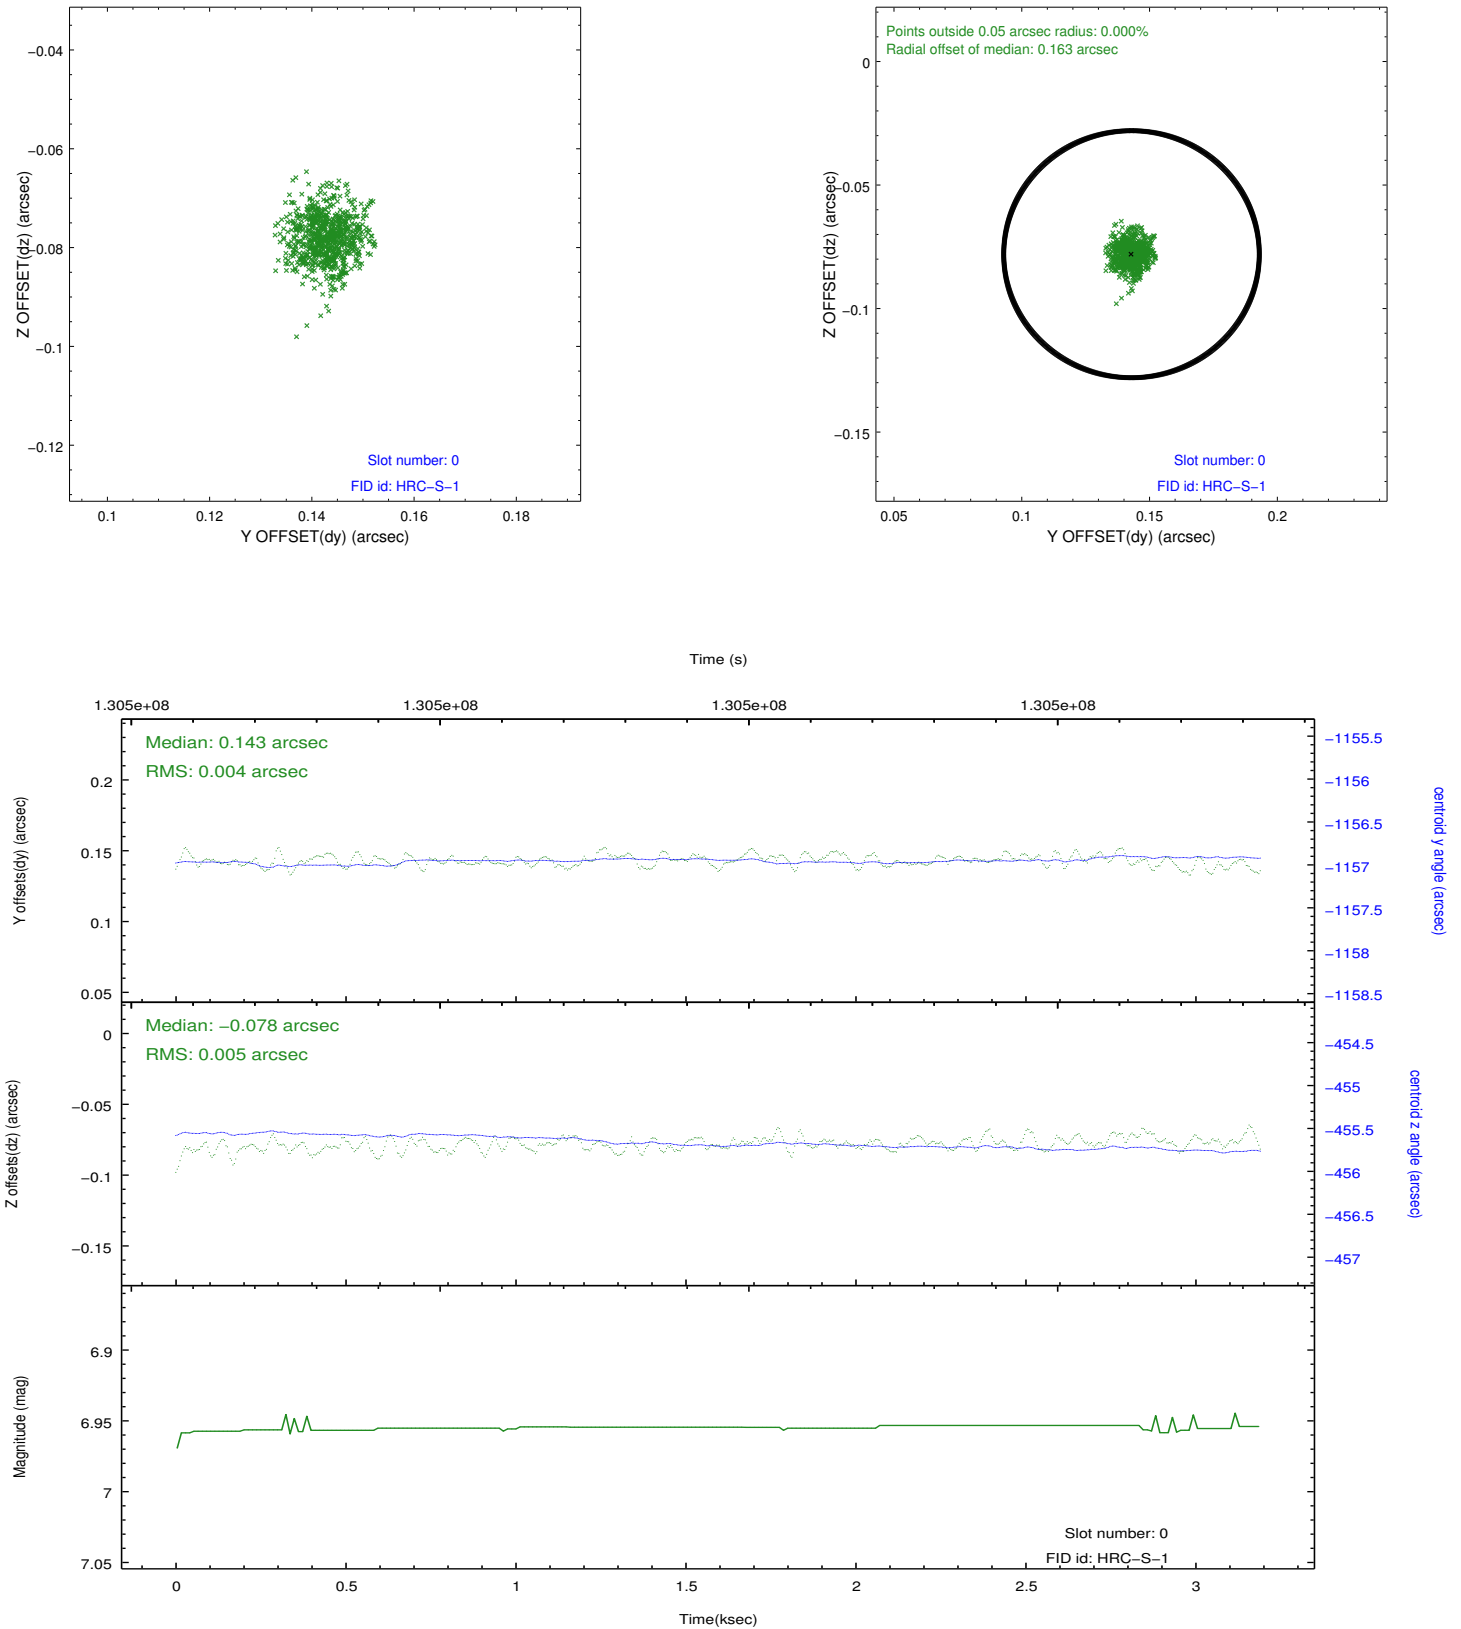 −0.04
−0.06
−0.08
−0.1
−0.12
Z OFFSET(dz) (arcsec)
Slot number: 0
FID id: HRC−S−1
0.1 0.12 0.14 0.16 0.18
Y OFFSET(dy) (arcsec)
Points outside 0.05 arcsec radius: 0.000%
Radial offset of median: 0.163 arcsec
0
−0.05
−0.1
−0.15
Z OFFSET(dz) (arcsec)
Slot number: 0
FID id: HRC−S−1
0.05 0.1 0.15 0.2
Y OFFSET(dy) (arcsec)
Time (s)
1.305e+08 1.305e+08 1.305e+08 1.305e+08
Median: 0.143 arcsec
RMS: 0.004 arcsec
0.2
0.15
0.1
0.05
Y offsets(dy) (arcsec)
−1155.5
−1156
−1156.5
−1157
−1157.5
−1158
−1158.5
centroid y angle (arcsec)
Median: −0.078 arcsec
RMS: 0.005 arcsec
0
−0.05
−0.1
−0.15
Z offsets(dz) (arcsec)
−454.5
−455
−455.5
−456
−456.5
−457
centroid z angle (arcsec)
6.9
6.95
7
7.05
Magnitude (mag)
Slot number: 0
FID id: HRC−S−1
0 0.5 1 1.5 2 2.5 3
Time(ksec)